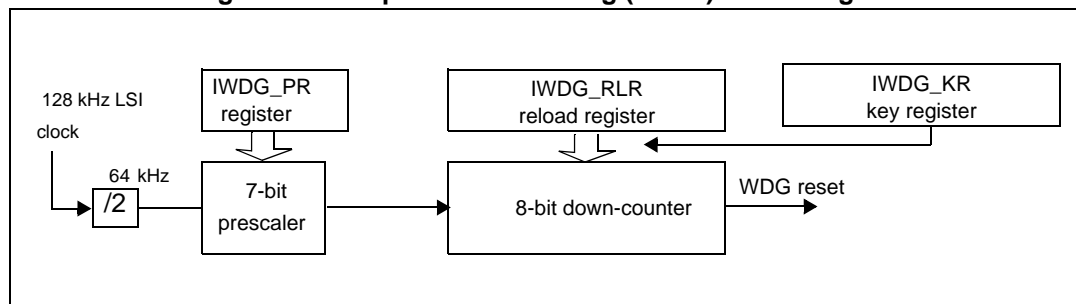 IWDG_PR
register
IWDG_RLR
reload register
IWDG_KR
key register
128 kHz LSI
clock
64 kHz
/2
7-bit
prescaler
8-bit down-counter
WDG reset